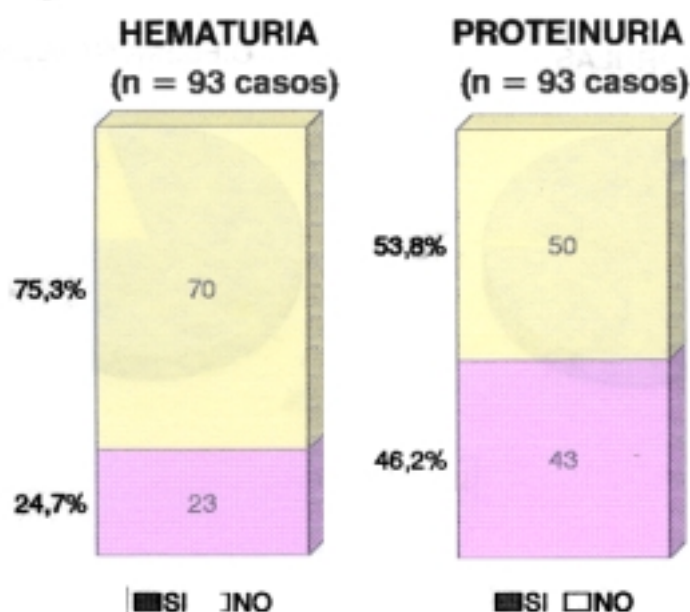 HEMATURIA
(n = 93 casos)
75,3%
70
24,7%
23
SI NO
PROTEINURIA
(n = 93 casos)
53,8%
50
46,2%
43
SI NO